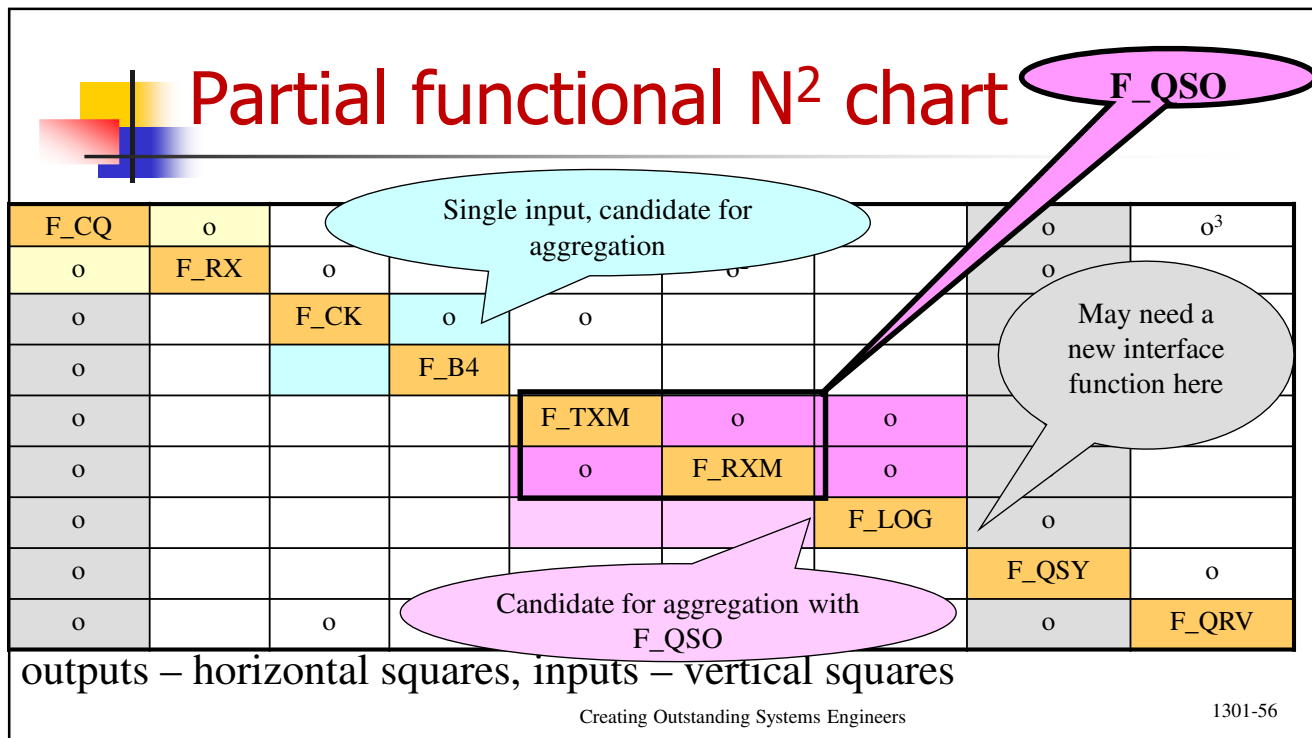 Partial functional N² chart
F_QSO
Single input, candidate for
aggregation
F_CQ o o o³
o F_RX o o
o F_CK o o
May need a
new interface
function here
o F_B4
o F_TXM o o
o o F_RXM o
o F_LOG o
o F_QSY o
Candidate for aggregation with
F_QSO
o o o F_QRV
outputs – horizontal squares, inputs – vertical squares
Creating Outstanding Systems Engineers
1301-56